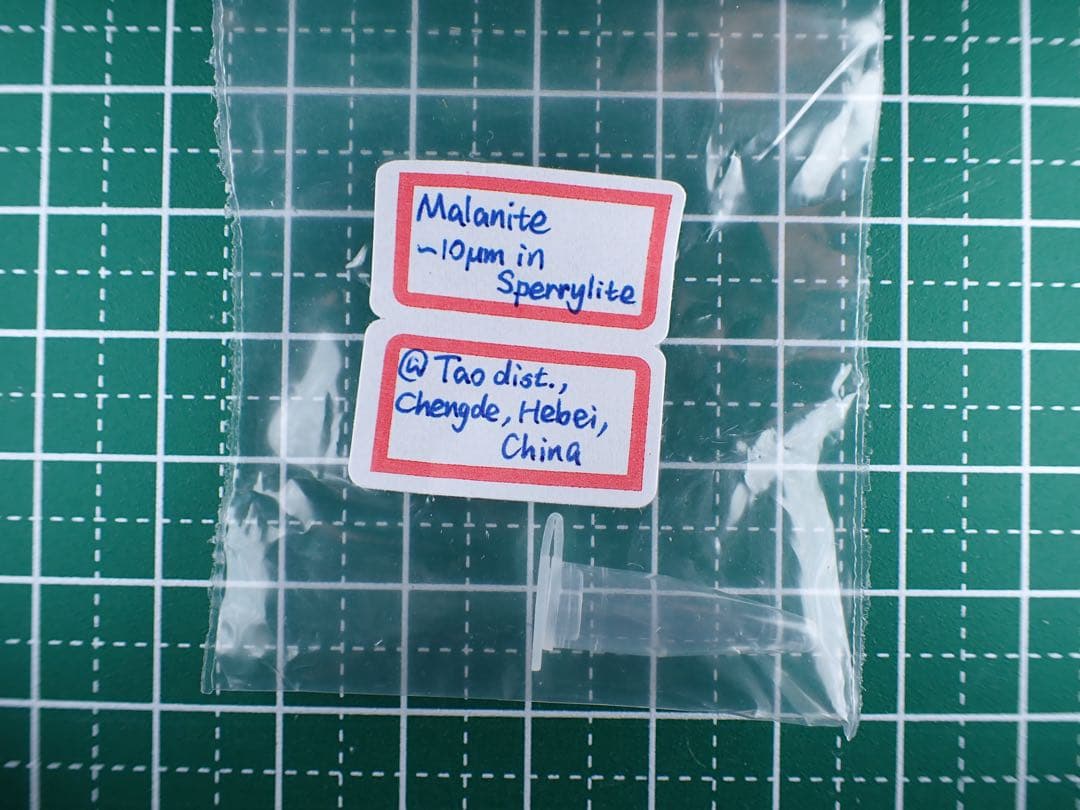 Malanite
~10μm in
Sperrylite
@ Tao dist.,
Chengde, Hebei,
China